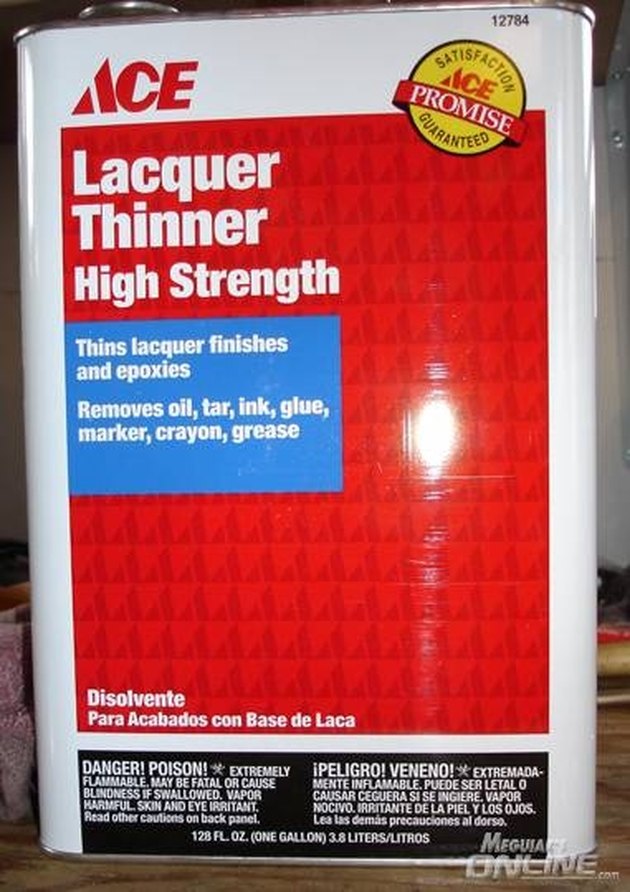 12784
ACE
SATISFACTION
ACE
PROMISE
GUARANTEED
Lacquer
Thinner
High Strength
Thins lacquer finishes
and epoxies
Removes oil, tar, ink, glue,
marker, crayon, grease
Disolvente
Para Acabados con Base de Laca
DANGER! POISON! EXTREMELY
FLAMMABLE. MAY BE FATAL OR CAUSE
BLINDNESS IF SWALLOWED. VAPOR
HARMFUL. SKIN AND EYE IRRITANT.
Read other cautions on back panel.
¡PELIGRO! VENENO! EXTREMADA-
MENTE INFLAMABLE. PUEDE SER LETAL O
CAUSAR CEGUERA SI SE INGIERE. VAPOR
NOCIVO. IRRITANTE DE LA PIEL Y LOS OJOS.
Lea las demás precauciones al dorso.
128 FL. OZ. (ONE GALLON) 3.8 LITERS/LITROS
MEGUIARS
ONLINE.com